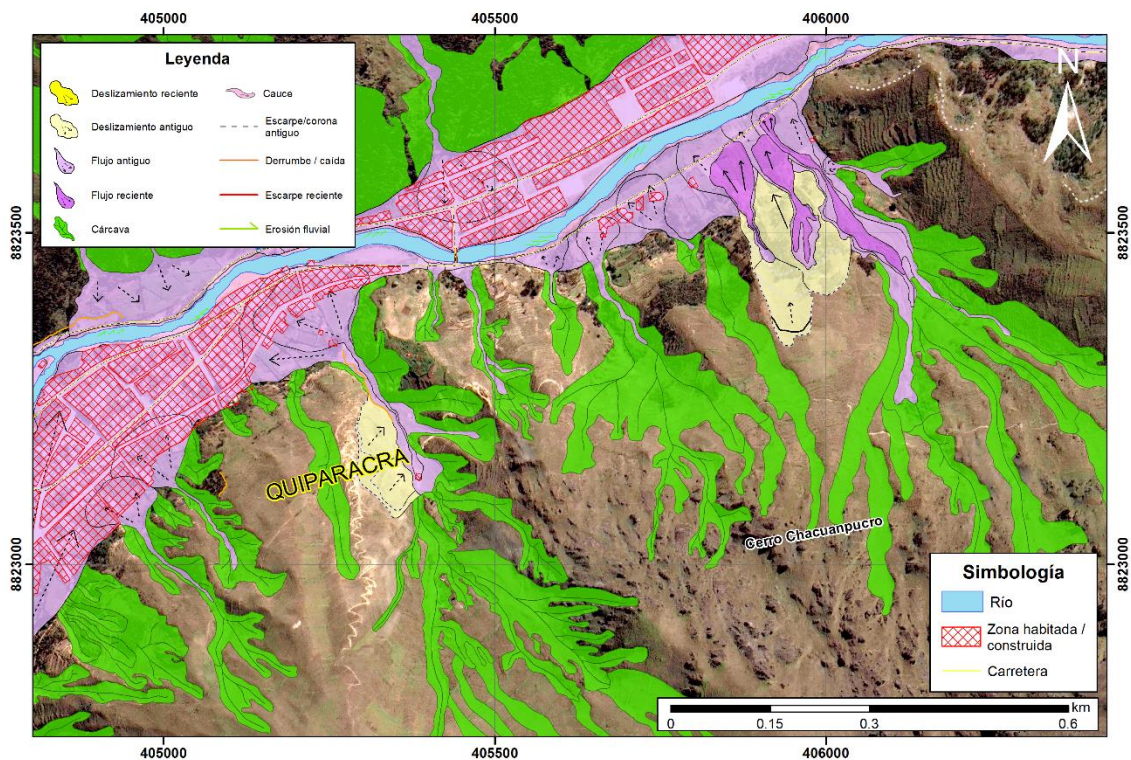 405000
405500
406000
Leyenda
Deslizamiento reciente
Cauce
Deslizamiento antiguo
Escarpe/corona
antiguo
Flujo antiguo
Derrumbe / caída
Flujo reciente
Escarpe reciente
Cárcava
Erosión fluvial
N
8823500
8823500
QUIPARACRA
Cerro Chacuanpucro
8823000
8823000
Simbología
Río
Zona habitada /
construida
Carretera
km
0
0.15
0.3
0.6
405000
405500
406000